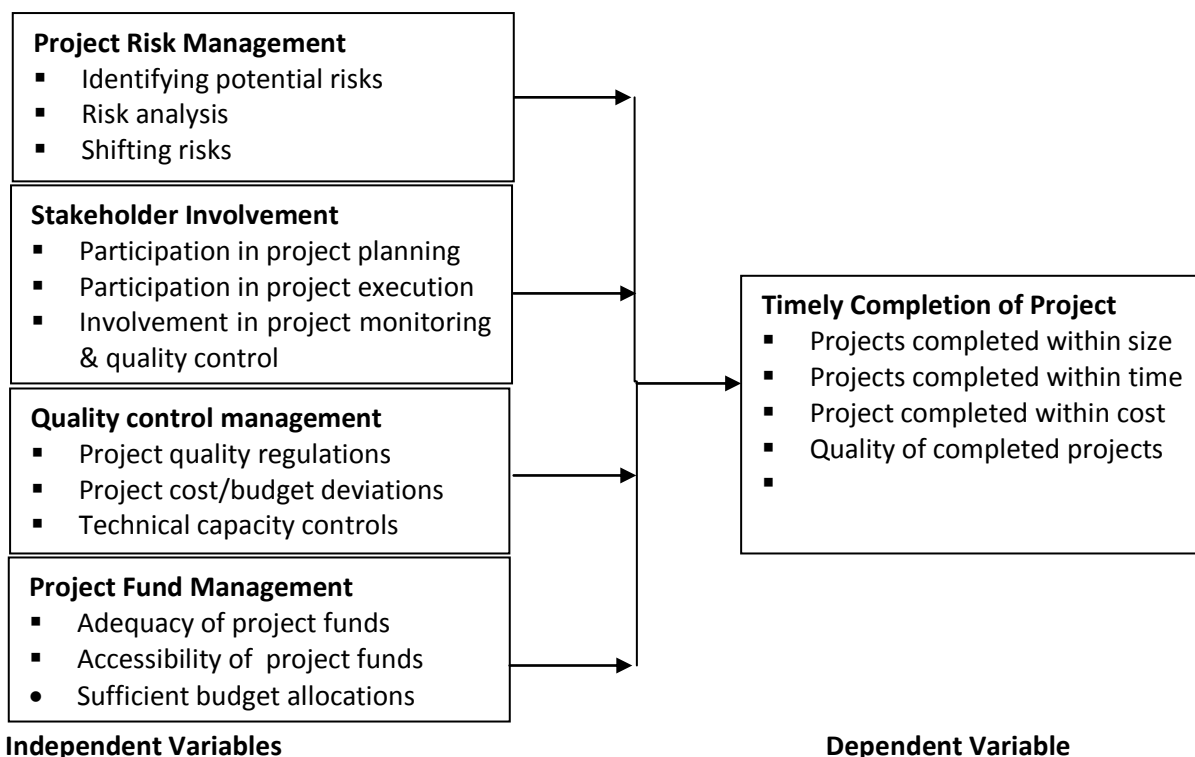 Project Risk Management
▪ Identifying potential risks
▪ Risk analysis
▪ Shifting risks
Stakeholder Involvement
▪ Participation in project planning
▪ Participation in project execution
▪ Involvement in project monitoring
& quality control
Quality control management
▪ Project quality regulations
▪ Project cost/budget deviations
▪ Technical capacity controls
Project Fund Management
▪ Adequacy of project funds
▪ Accessibility of project funds
• Sufficient budget allocations
Independent Variables
Timely Completion of Project
▪ Projects completed within size
▪ Projects completed within time
▪ Project completed within cost
▪ Quality of completed projects
▪
Dependent Variable